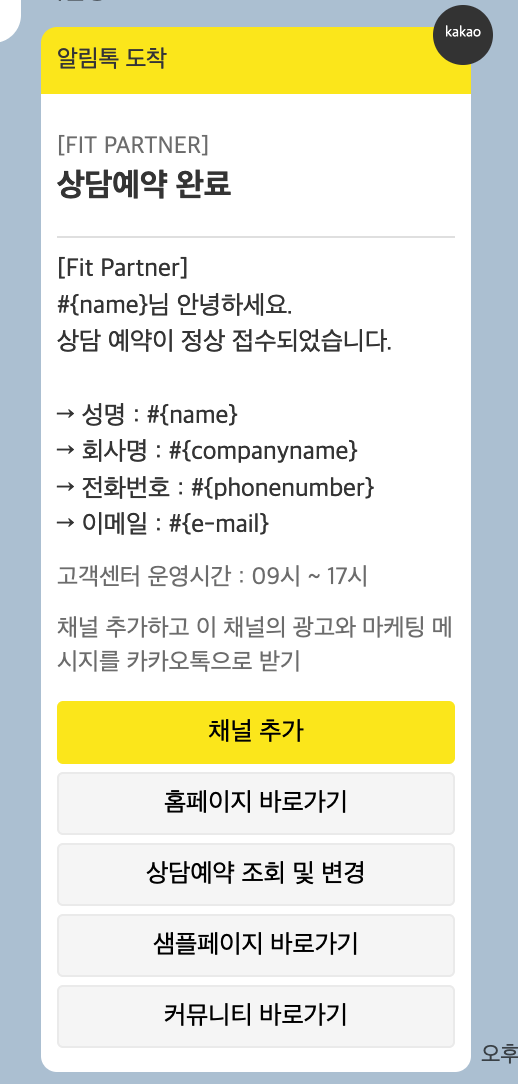 kakao
알림톡 도착
[FIT PARTNER]
상담예약 완료
[Fit Partner]
#{name}님 안녕하세요.
상담 예약이 정상 접수되었습니다.
→ 성명 : #{name}
→ 회사명 : #{companyname}
→ 전화번호 : #{phonenumber}
→ 이메일 : #{e-mail}
고객센터 운영시간 : 09시 ~ 17시
채널 추가하고 이 채널의 광고와 마케팅 메
시지를 카카오톡으로 받기
채널 추가
홈페이지 바로가기
상담예약 조회 및 변경
샘플페이지 바로가기
커뮤니티 바로가기
오후